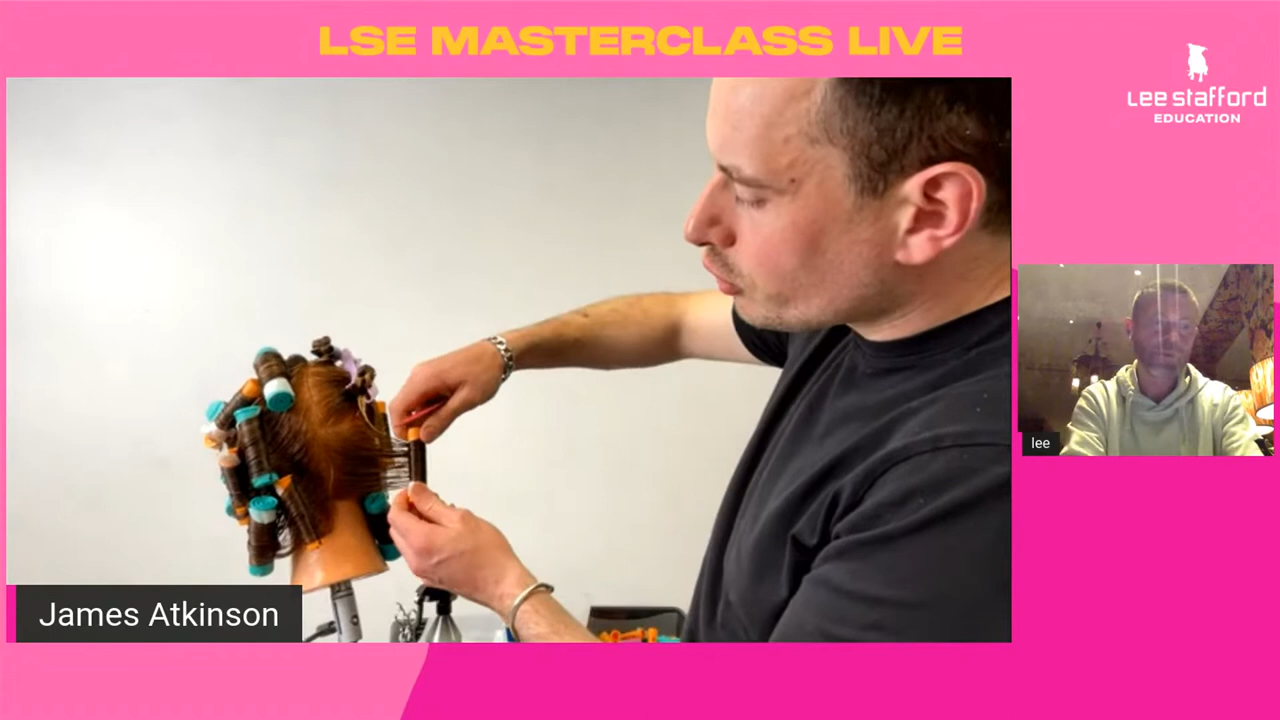 LSE MASTERCLASS LIVE
Lee Stafford
EDUCATION
lee
James Atkinson